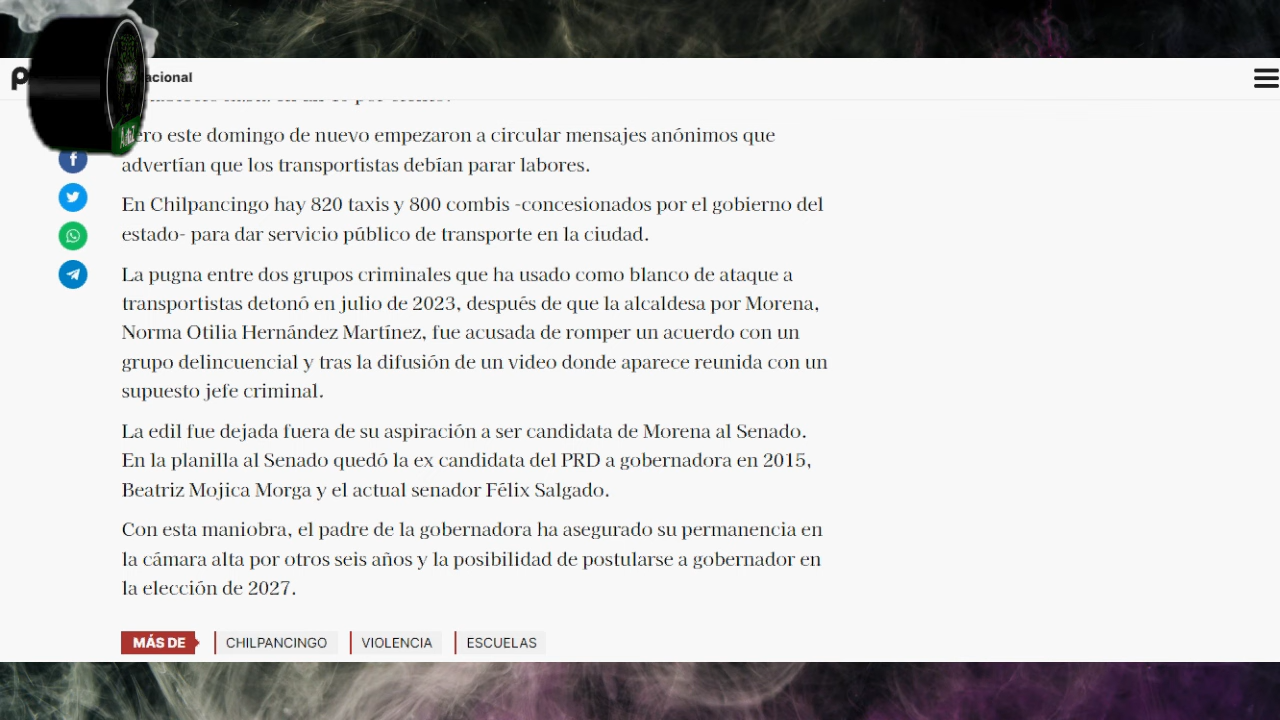 acional
ero este domingo de nuevo empezaron a circular mensajes anónimos que
advertían que los transportistas debían parar labores.
En Chilpancingo hay 820 taxis y 800 combis -concesionados por el gobierno del
estado- para dar servicio público de transporte en la ciudad.
La pugna entre dos grupos criminales que ha usado como blanco de ataque a
transportistas detonó en julio de 2023, después de que la alcaldesa por Morena,
Norma Otilia Hernández Martínez, fue acusada de romper un acuerdo con un
grupo delincuencial y tras la difusión de un video donde aparece reunida con un
supuesto jefe criminal.
La edil fue dejada fuera de su aspiración a ser candidata de Morena al Senado.
En la planilla al Senado quedó la ex candidata del PRD a gobernadora en 2015,
Beatriz Mojica Morga y el actual senador Félix Salgado.
Con esta maniobra, el padre de la gobernadora ha asegurado su permanencia en
la cámara alta por otros seis años y la posibilidad de postularse a gobernador en
la elección de 2027.
MÁS DE CHILPANCINGO VIOLENCIA ESCUELAS